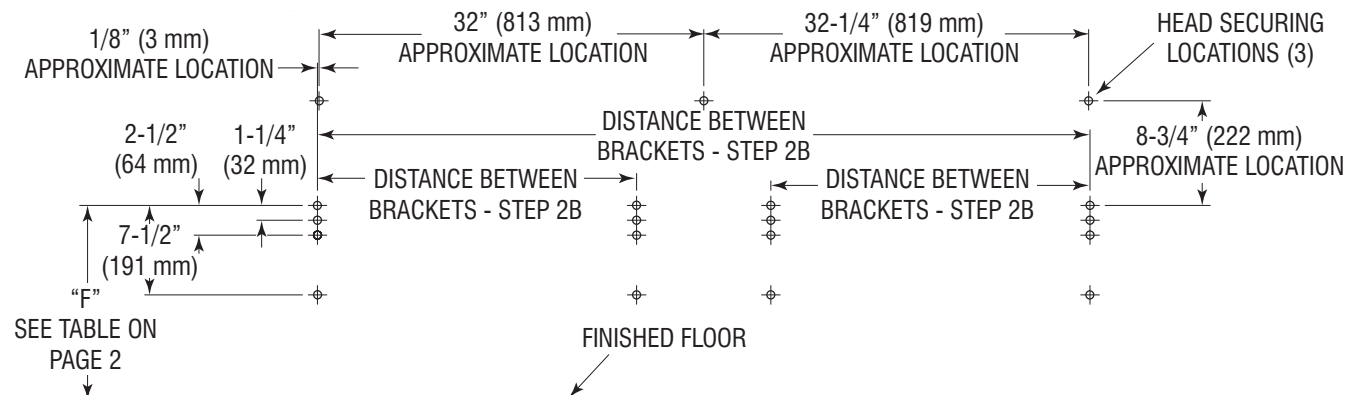 1/8” (3 mm)
APPROXIMATE LOCATION
32” (813 mm)
APPROXIMATE LOCATION
32-1/4” (819 mm)
APPROXIMATE LOCATION
HEAD SECURING
LOCATIONS (3)
2-1/2”
(64 mm)
1-1/4”
(32 mm)
DISTANCE BETWEEN
BRACKETS - STEP 2B
8-3/4” (222 mm)
APPROXIMATE LOCATION
DISTANCE BETWEEN
BRACKETS - STEP 2B
DISTANCE BETWEEN
BRACKETS - STEP 2B
7-1/2”
(191 mm)
“F”
SEE TABLE ON
PAGE 2
FINISHED FLOOR